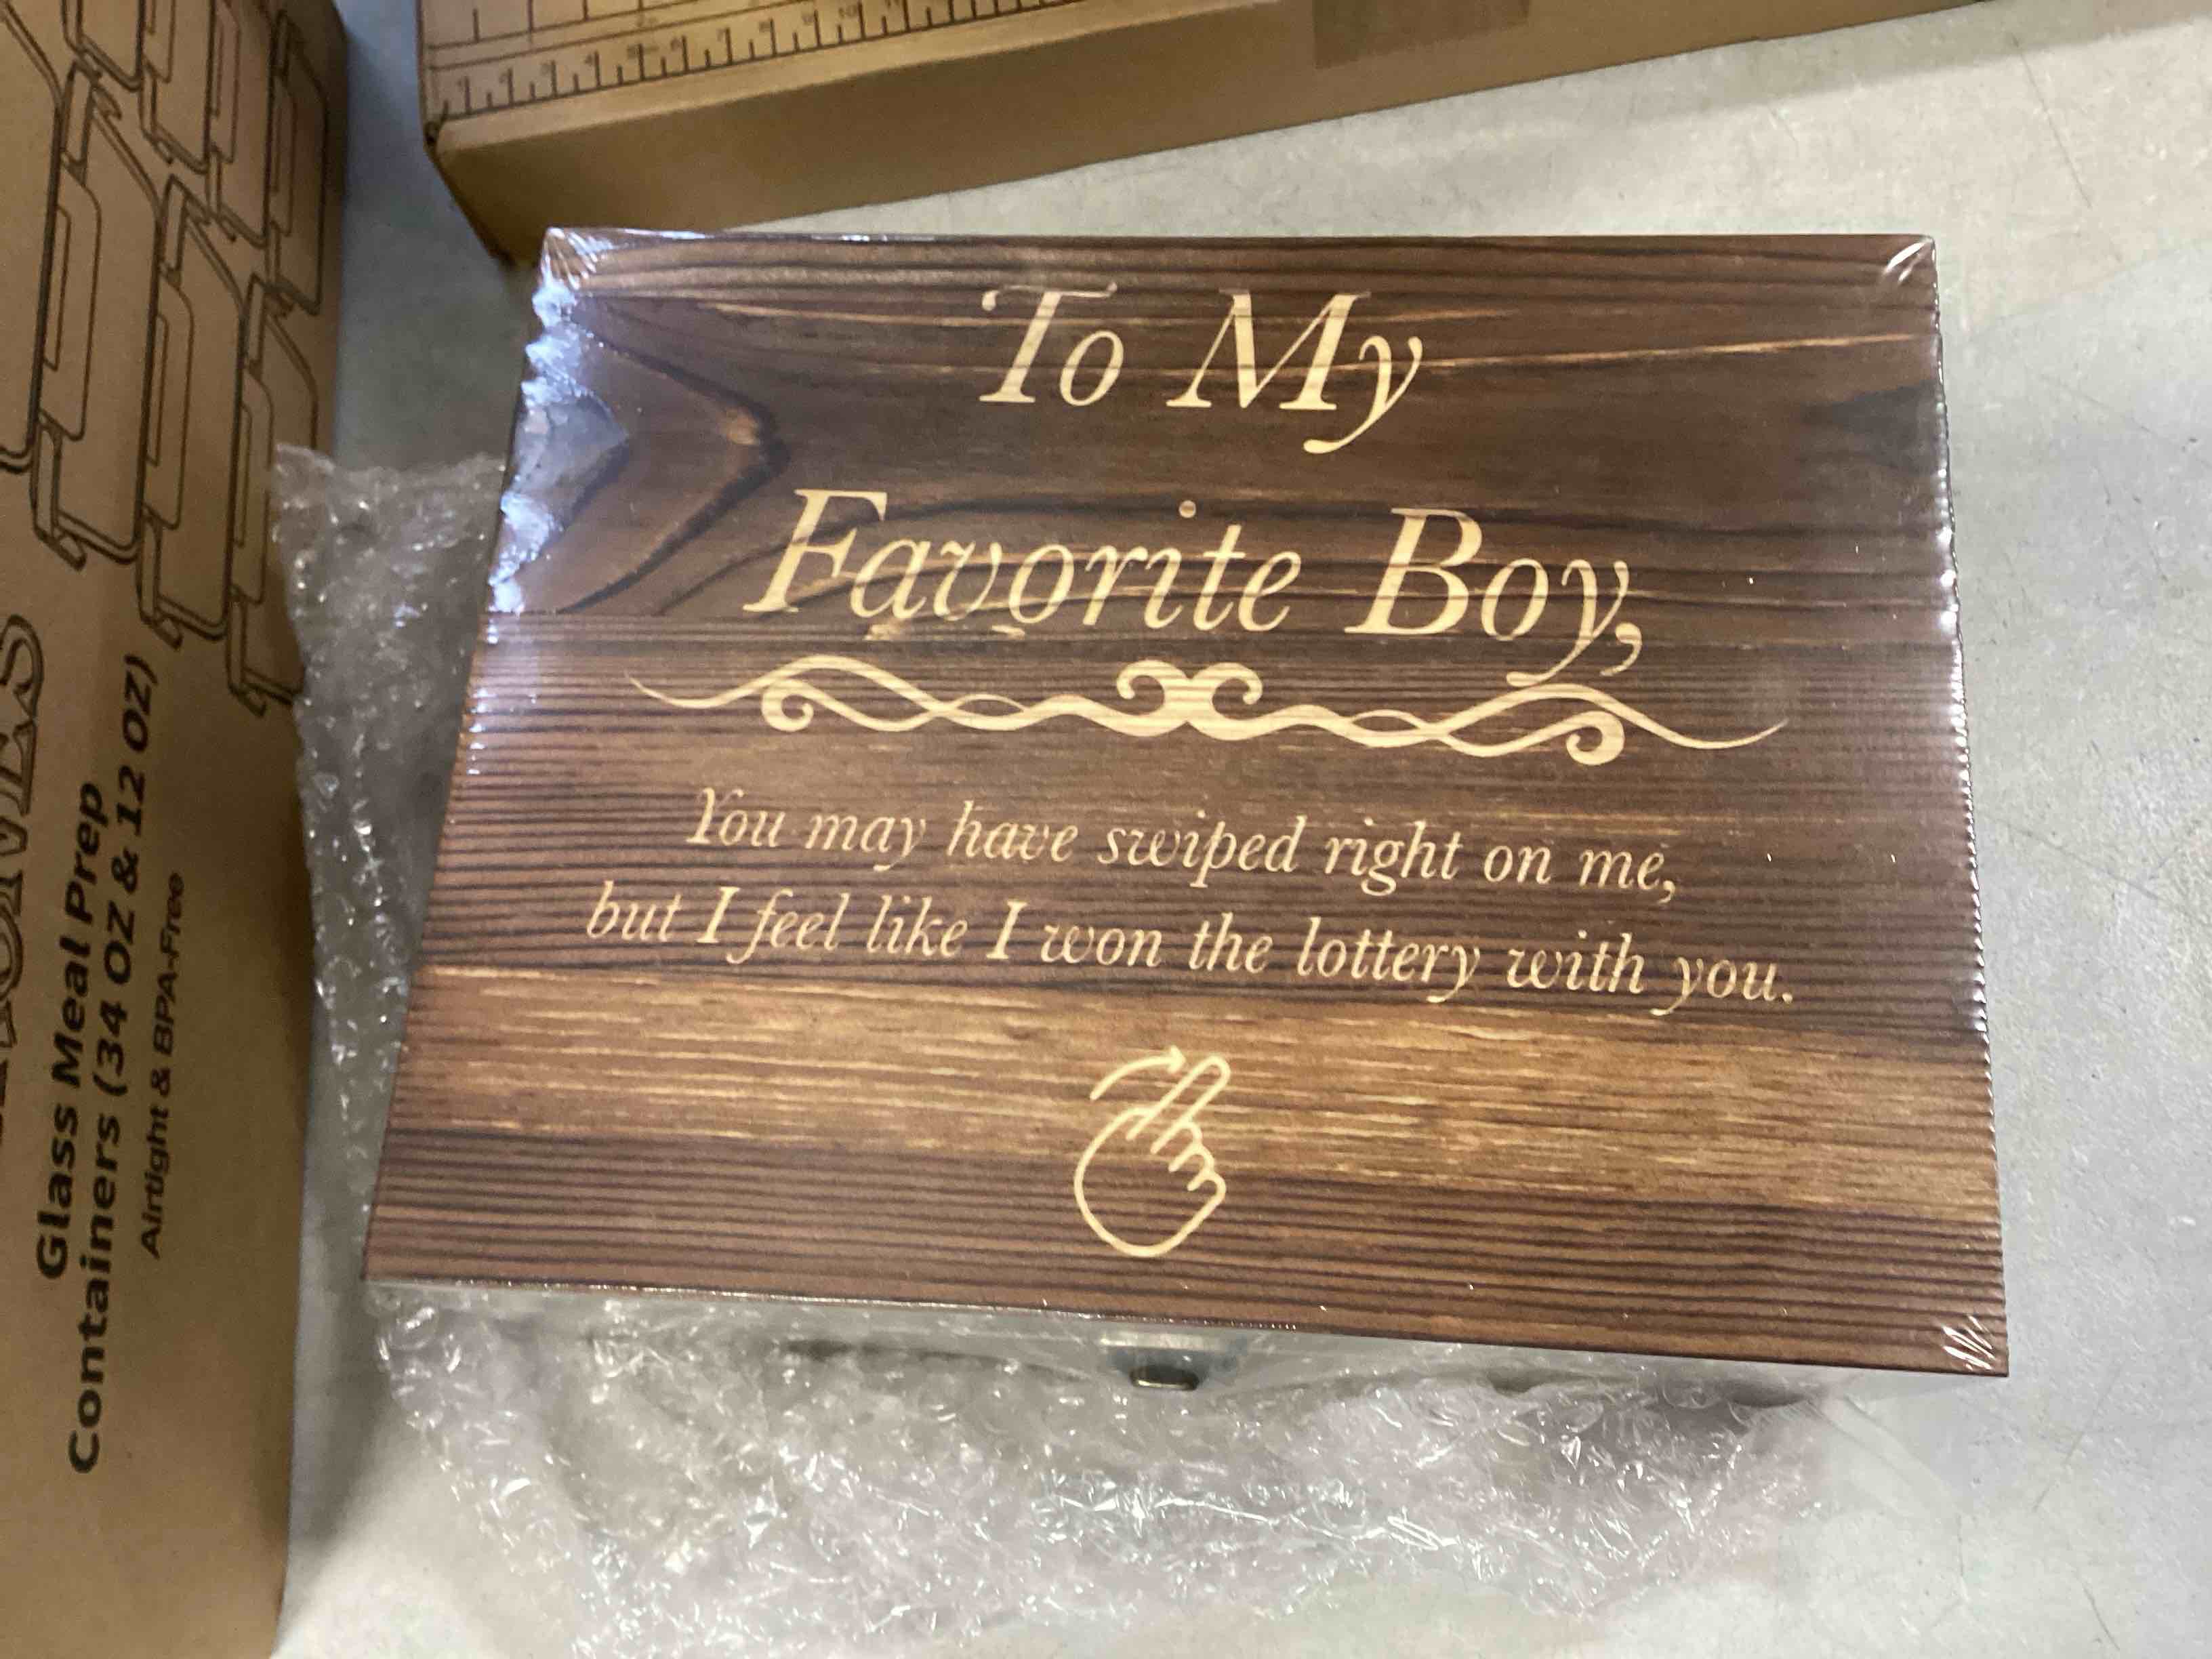 To My
Favorite Boy,
You may have swiped right on me,
but I feel like I won the lottery with you.
Glass Meal Prep
Containers (34 OZ & 12 OZ)
Airtight & BPA-Free